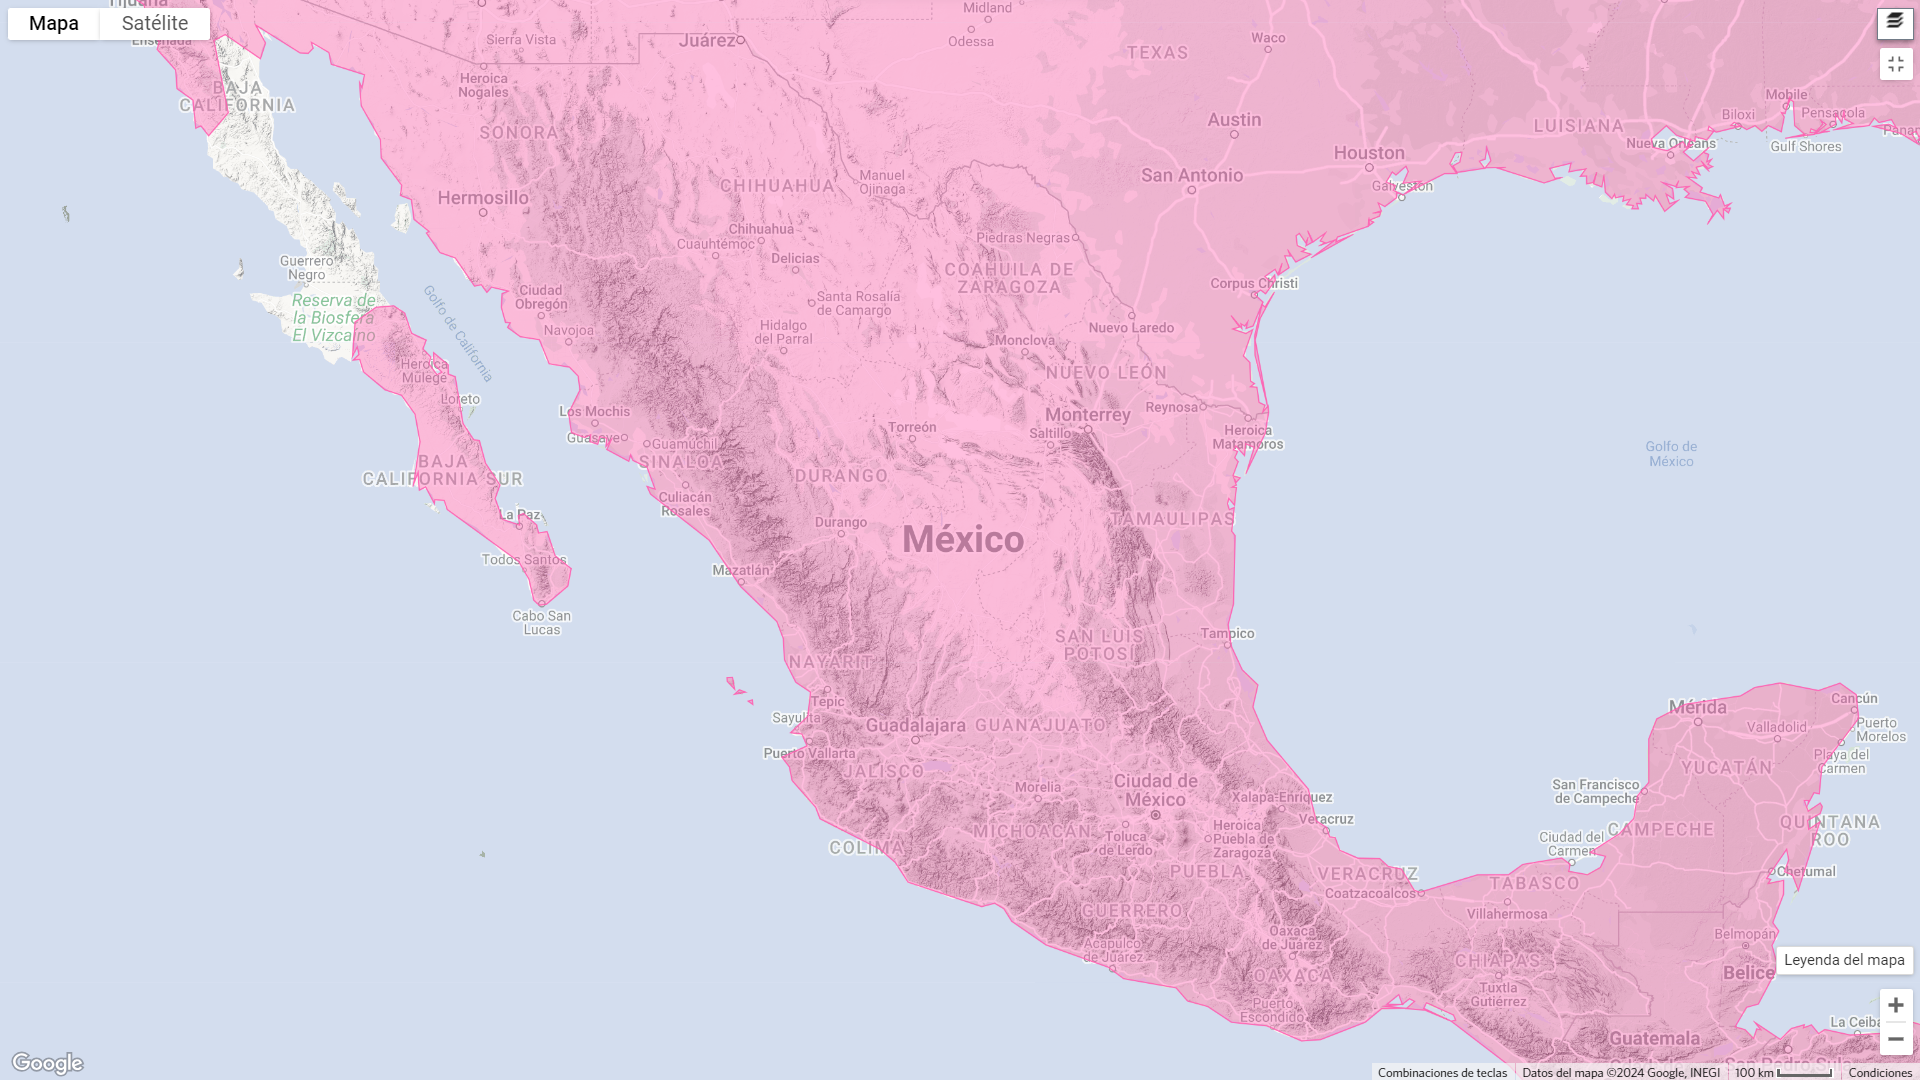 Tijuana
Mapa
Satélite
Ensenada
Sierra Vista
Juárez
Midland
Odessa
TEXAS
Waco
Heroica
Nogales
BAJA
CALIFORNIA
SONORA
Austin
Mobile
Biloxi
Pensacola
LUISIANA
Nueva Orleans
Gulf Shores
Houston
San Antonio
Galveston
CHIHUAHUA
Manuel
Ojinaga
Hermosillo
Chihuahua
Cuauhtémoc
Delicias
Piedras Negras
COAHUILA DE
ZARAGOZA
Corpus Christi
Guerrero
Negro
Reserva de
la Biosfera
El Vizcaíno
Golfo de California
Ciudad
Obregón
Navojoa
Santa Rosalía
de Camargo
Hidalgo
del Parral
Nuevo Laredo
Monclova
Heroica
Mulegé
NUEVO LEÓN
Loreto
Los Mochis
Guasave
Guamúchil
Torreón
Monterrey
Saltillo
Reynosa
Heroica
Matamoros
Golfo de
México
BAJA
CALIFORNIA SUR
SINALOA
DURANGO
Culiacán
Rosales
La Paz
Durango
México
TAMAULIPAS
Todos Santos
Mazatlán
Cabo San
Lucas
SAN LUIS
POTOSÍ
Tampico
NAYARIT
Tepic
Sayulita
Guadalajara
GUANAJUATO
Puerto Vallarta
JALISCO
Morelia
Ciudad de
México
Xalapa-Enríquez
Veracruz
MICHOACÁN
Toluca
de Lerdo
Heroica
Puebla de
Zaragoza
COLIMA
PUEBLA
VERACRUZ
Coatzacoalcos
GUERRERO
Acapulco
de Juárez
Oaxaca
de Juárez
OAXACA
Puerto
Escondido
Mérida
Cancún
Valladolid
Puerto
Morelos
Playa del
Carmen
YUCATÁN
San Francisco
de Campeche
Ciudad del
Carmen
CAMPECHE
QUINTANA
ROO
Chetumal
TABASCO
Villahermosa
Belmopán
Belice
CHIAPAS
Tuxtla
Gutiérrez
Leyenda del mapa
La Ceiba
Guatemala
San Pedro Sula
Google
Combinaciones de teclas
Datos del mapa ©2024 Google, INEGI
100 km
Condiciones